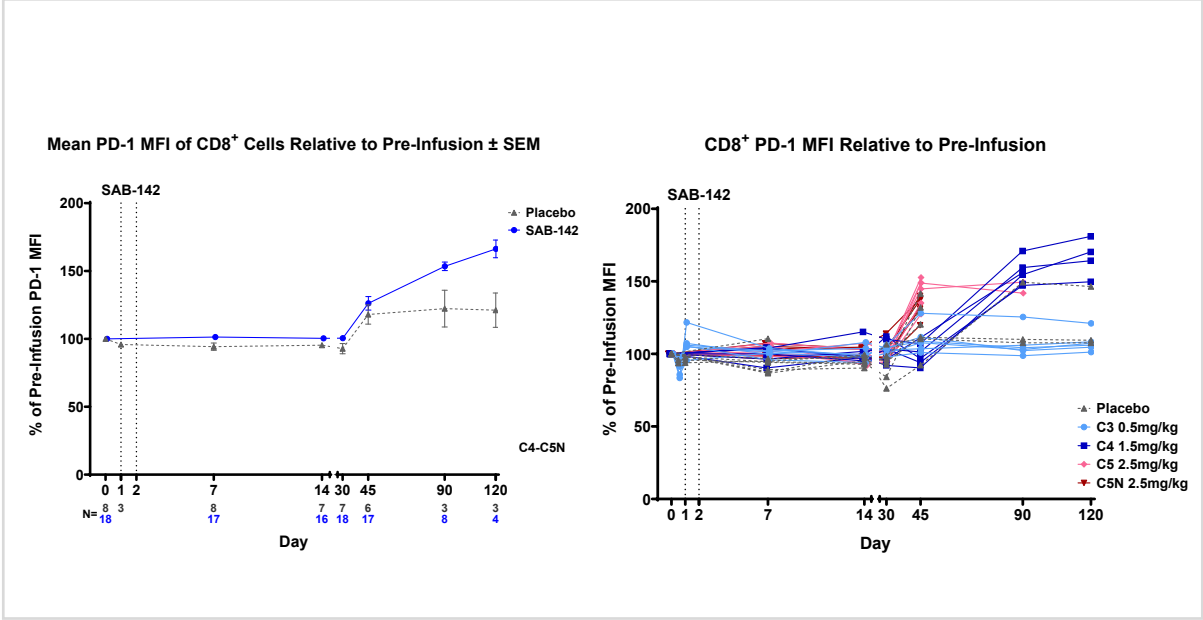 Mean PD-1 MFI of CD8+ Cells Relative to Pre-Infusion ± SEM
SAB-142
% of Pre-Infusion PD-1 MFI
200
150
100
50
0
Placebo
SAB-142
C4-C5N
0 1 2 7 14 30 45 90 120
8 3 8 7 7 6 3 3
N=
18 17 16 18 17 8 4
Day
CD8+ PD-1 MFI Relative to Pre-Infusion
SAB-142
% of Pre-Infusion MFI
200
150
100
50
0
Placebo
C3 0.5mg/kg
C4 1.5mg/kg
C5 2.5mg/kg
C5N 2.5mg/kg
0 1 2 7 14 30 45 90 120
Day